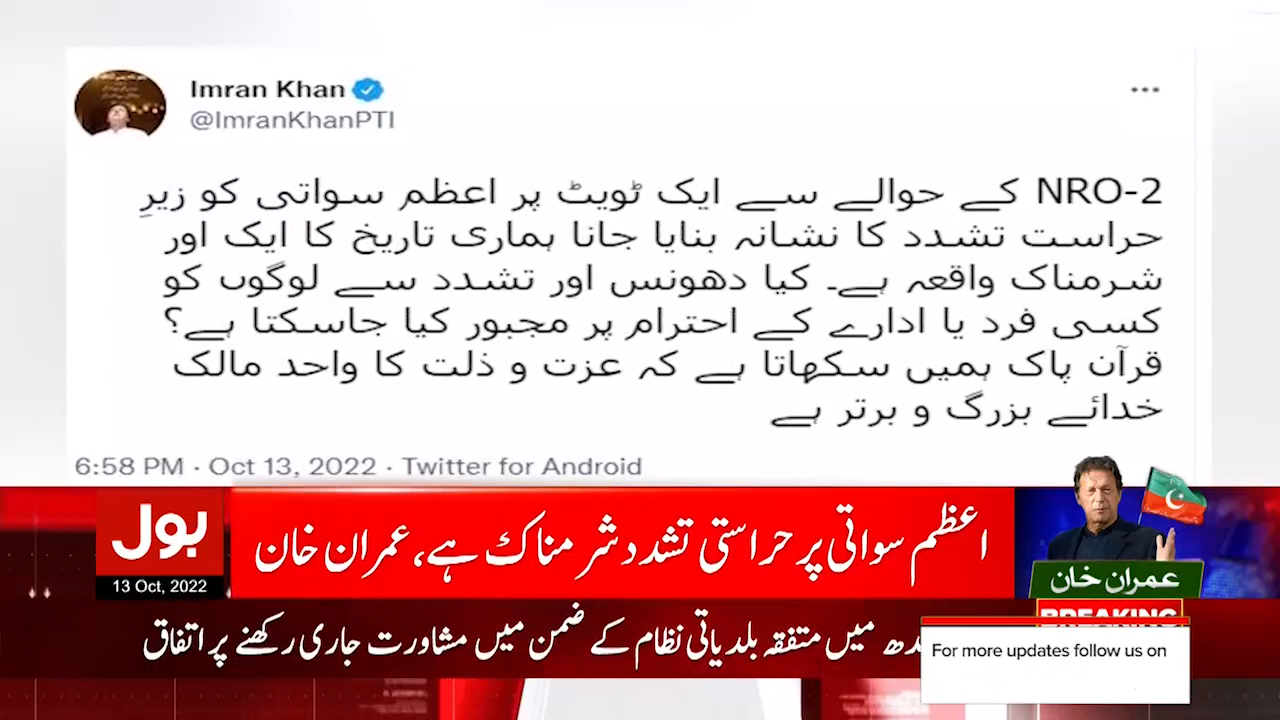 Imran Khan
@ImranKhanPTI
NRO-2 کے حوالے سے ایک ٹویٹ پر اعظم سواتی کو زیرِ
حراست تشدد کا نشانہ بنایا جانا ہماری تاریخ کا ایک اور
شرمناک واقعہ ہے۔ کیا دھونس اور تشدد سے لوگوں کو
کسی فرد یا ادارے کے احترام پر مجبور کیا جاسکتا ہے؟
قرآن پاک ہمیں سکھاتا ہے کہ عزت و ذلت کا واحد مالک
خدائے بزرگ و برتر ہے
6:58 PM · Oct 13, 2022 · Twitter for Android
بول
13 Oct, 2022
اعظم سواتی پر حراستی تشدد شرمناک ہے، عمران خان
عمران خان
BREAKING
میں متفقہ بلدیاتی نظام کے ضمن میں مشاورت جاری رکھنے پر اتفاق
For more updates follow us on